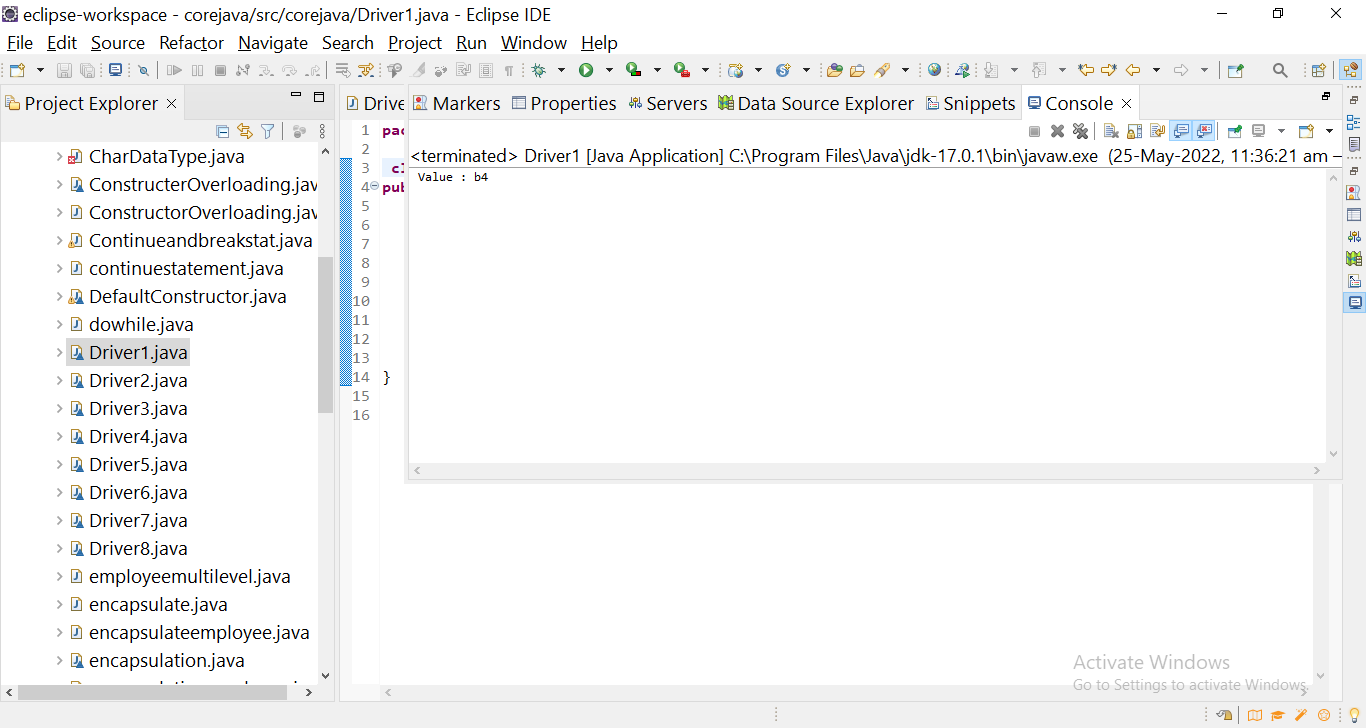 eclipse-workspace - corejava/src/corejava/Driver1.java - Eclipse IDE
File Edit Source Refactor Navigate Search Project Run Window Help
Project Explorer
CharDataType.java
ConstructerOverloading.jav
ConstructorOverloading.jav
Continueandbreakstat.java
continuestatement.java
DefaultConstructor.java
dowhile.java
Driver1.java
Driver2.java
Driver3.java
Driver4.java
Driver5.java
Driver6.java
Driver7.java
Driver8.java
employeemultilevel.java
encapsulate.java
encapsulateemployee.java
encapsulation.java
Drive
1 pac
2
3 cl
4 pub
5
6
7
8
9
10
11
12
13
14 }
15
16
Markers Properties Servers Data Source Explorer Snippets Console
<terminated> Driver1 [Java Application] C:\Program Files\Java\jdk-17.0.1\bin\javaw.exe (25-May-2022, 11:36:21 am –
Value : b4
Activate Windows
Go to Settings to activate Windows.